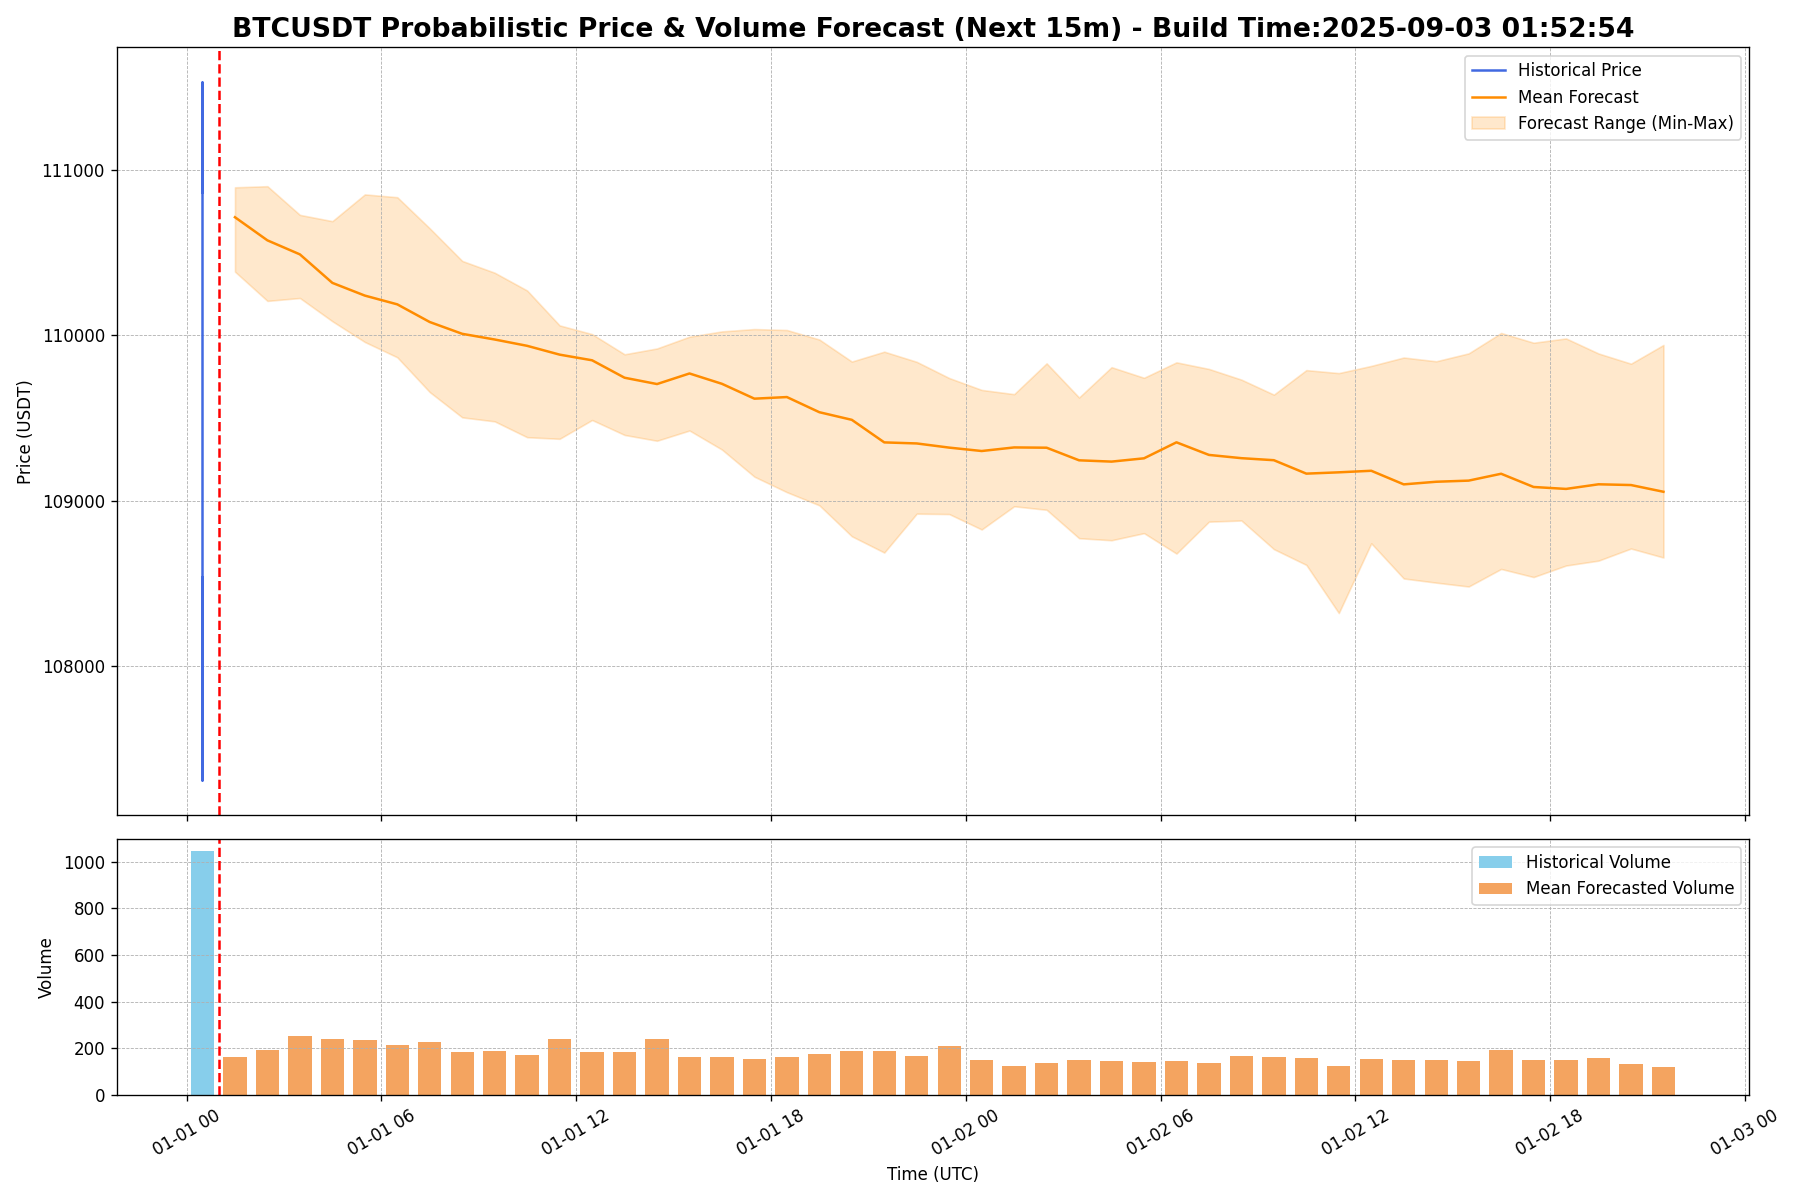 BTCUSDT Probabilistic Price & Volume Forecast (Next 15m) - Build Time:2025-09-03 01:52:54
Historical Price
Mean Forecast
Forecast Range (Min-Max)
111000
110000
109000
108000
Price (USDT)
Historical Volume
Mean Forecasted Volume
1000
800
600
400
200
0
Volume
01-01 00
01-01 06
01-01 12
01-01 18
01-02 00
01-02 06
01-02 12
01-02 18
01-03 00
Time (UTC)